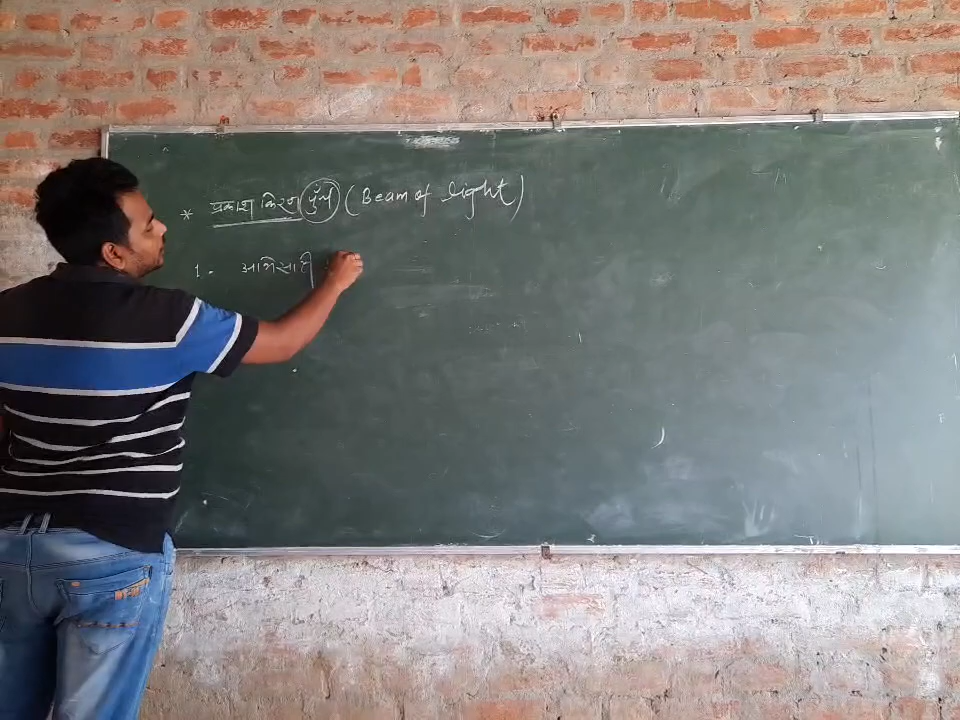 * प्रकाश किरण पुँज (Beam of light)
1. अभिसारी